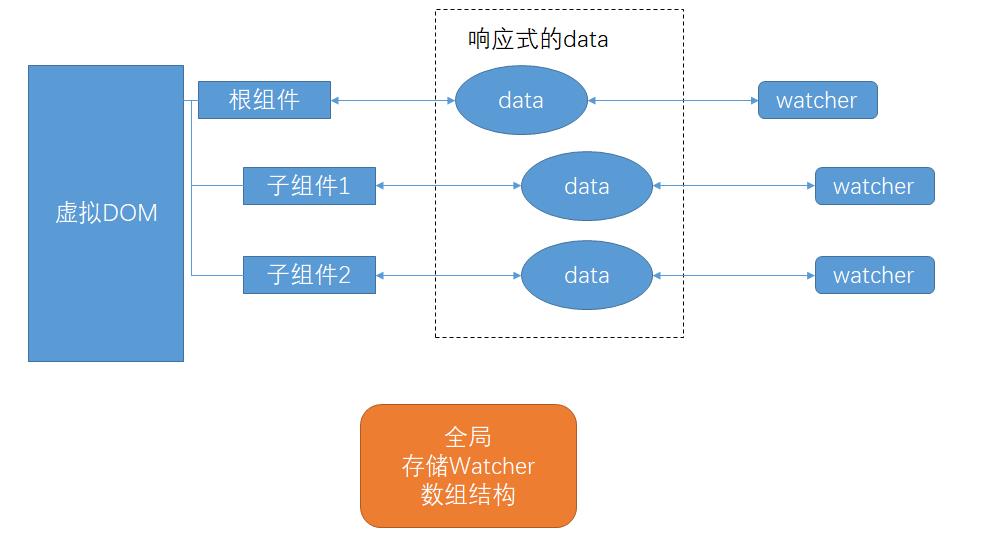 响应式的data
虚拟DOM
根组件
data
watcher
子组件1
data
watcher
子组件2
data
watcher
全局
存储Watcher
数组结构